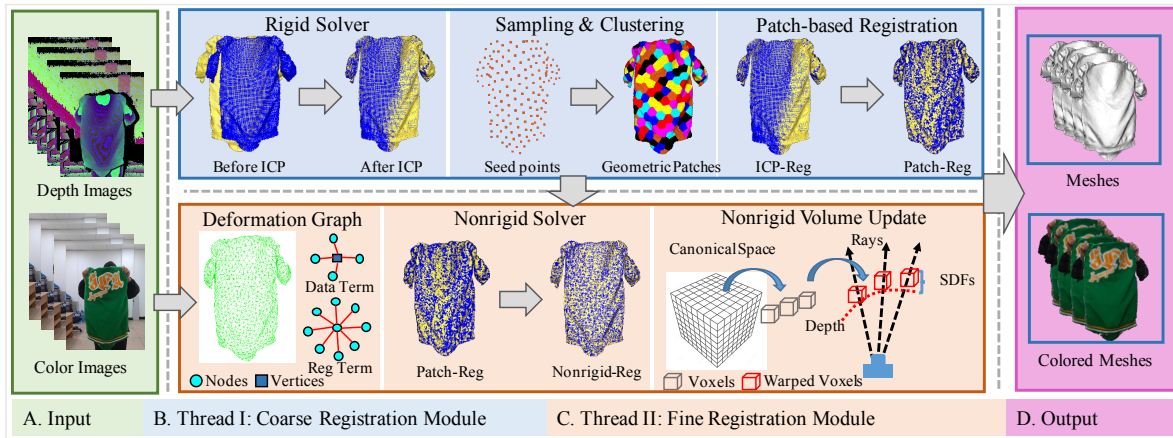 Rigid Solver
Before ICP
After ICP
Sampling & Clustering
Seed points
Geometric Patches
Patch-based Registration
ICP-Reg
Patch-Reg
Depth Images
Color Images
Deformation Graph
Data Term
Reg Term
Nodes
Vertices
Nonrigid Solver
Patch-Reg
Nonrigid-Reg
Nonrigid Volume Update
Canonical Space
Rays
SDFs
Depth
Voxels
Warped Voxels
Meshes
Colored Meshes
A. Input
B. Thread I: Coarse Registration Module
C. Thread II: Fine Registration Module
D. Output